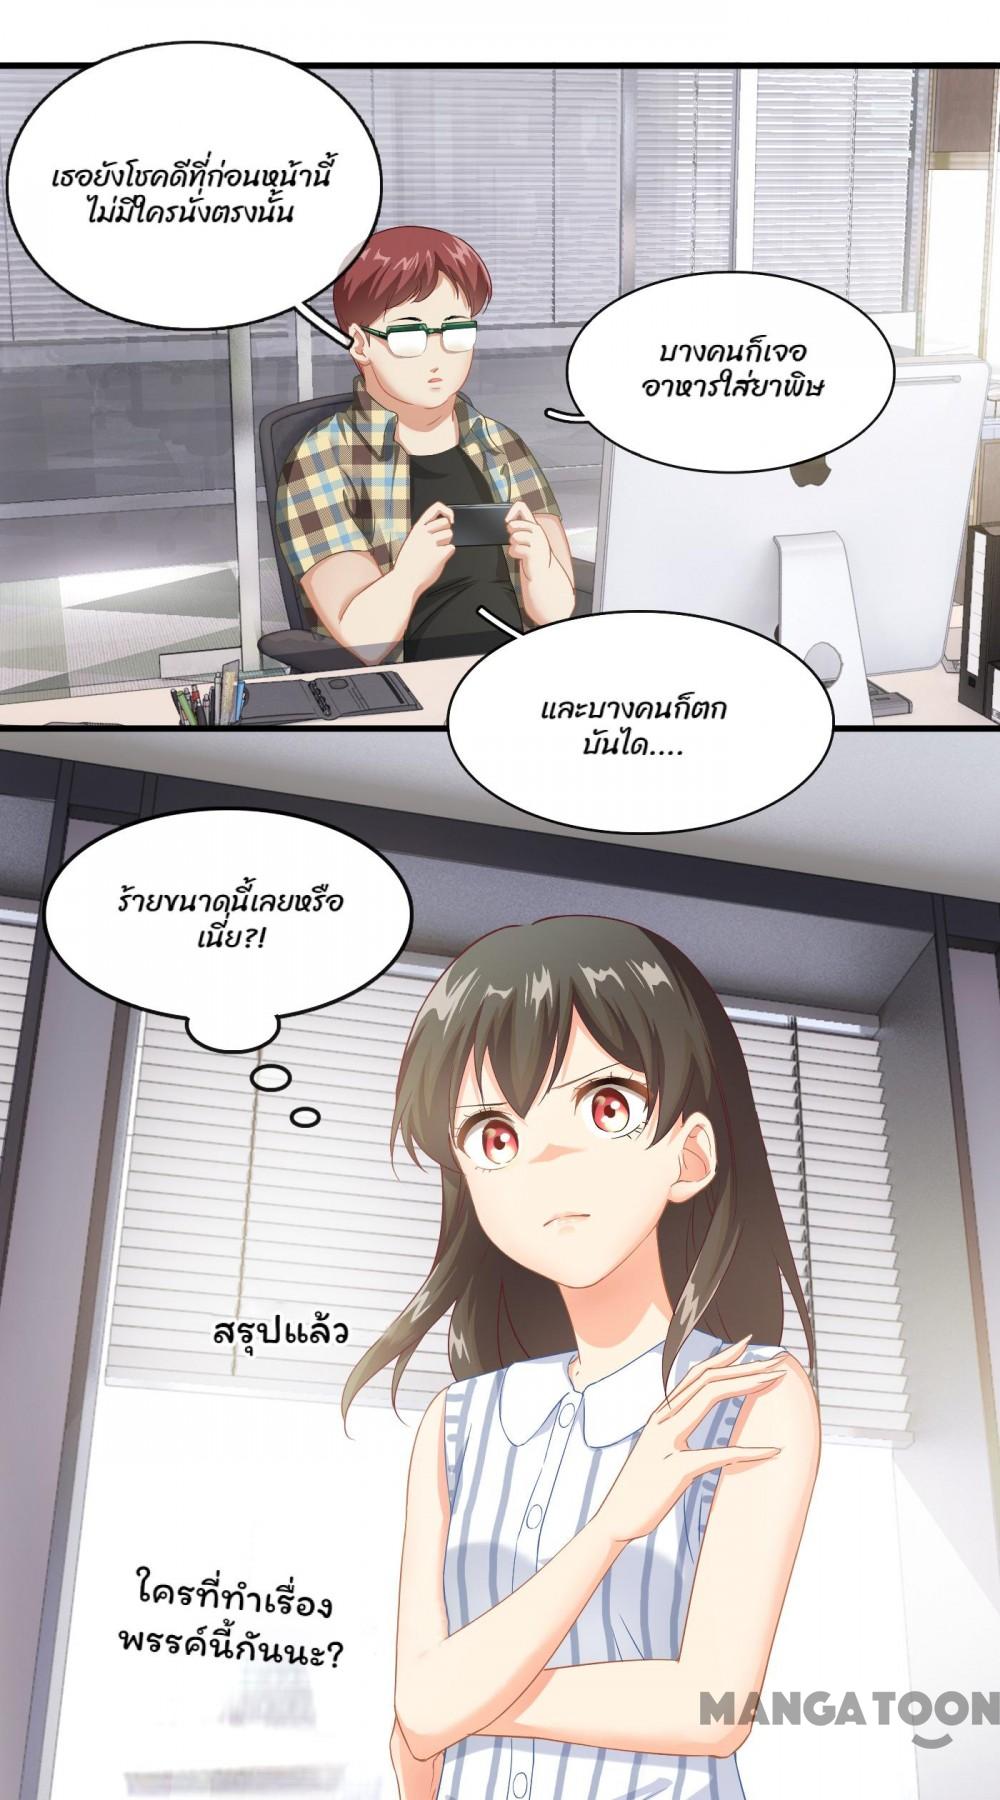 เธอยังโชคดีที่ก่อนหน้านี้
ไม่มีใครนั่งตรงนั้น
บางคนก็เจอ
อาหารใส่ยาพิษ
และบางคนก็ตก
บันได....
ร้ายขนาดนี้เลยหรือ
เนี่ย?!
สรุปแล้ว
ใครที่ทำเรื่อง
พรรค์นี้กันนะ?
MANGATOON